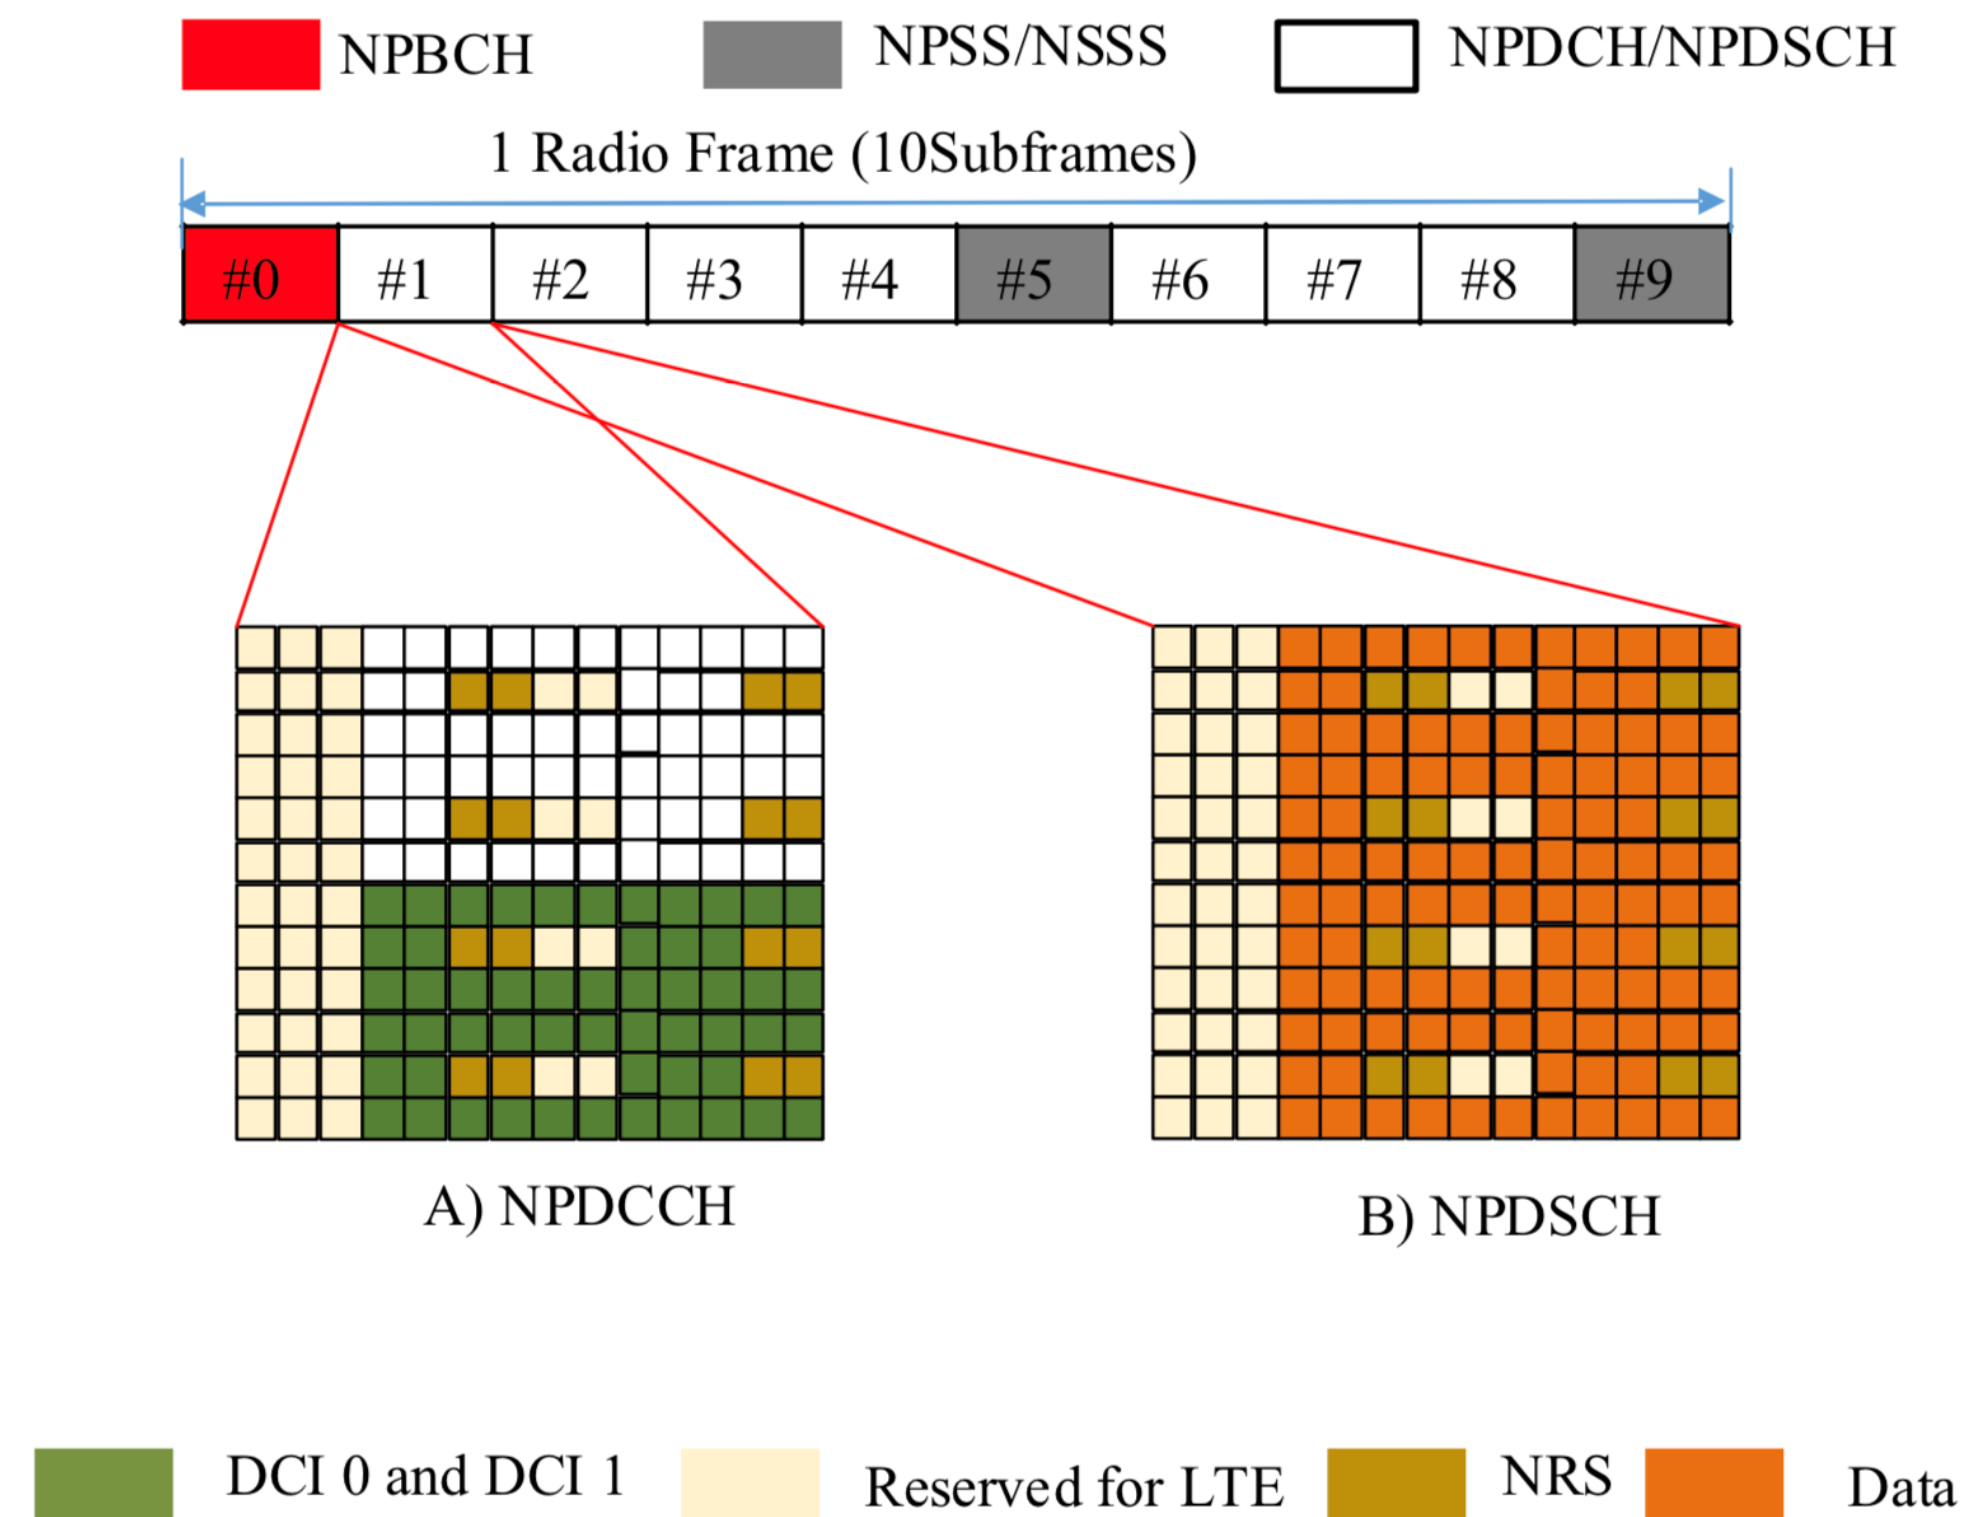 NPBCH NPSS/NSSS NPDCH/NPDSCH
1 Radio Frame (10Subframes)
#0 #1 #2 #3 #4 #5 #6 #7 #8 #9
A) NPDCCH B) NPDSCH
DCI 0 and DCI 1 Reserved for LTE NRS Data